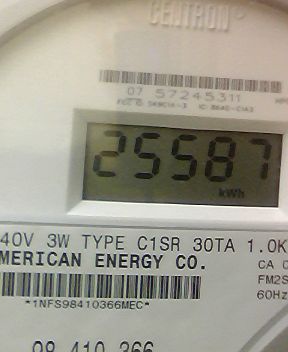 CENTRON®
07 57245311
25587
kWh
40V 3W TYPE C1SR 30TA 1.0K
MERICAN ENERGY CO.
CA 0
FM2S
60Hz
*1NFS98410366MEC*
98 410 366